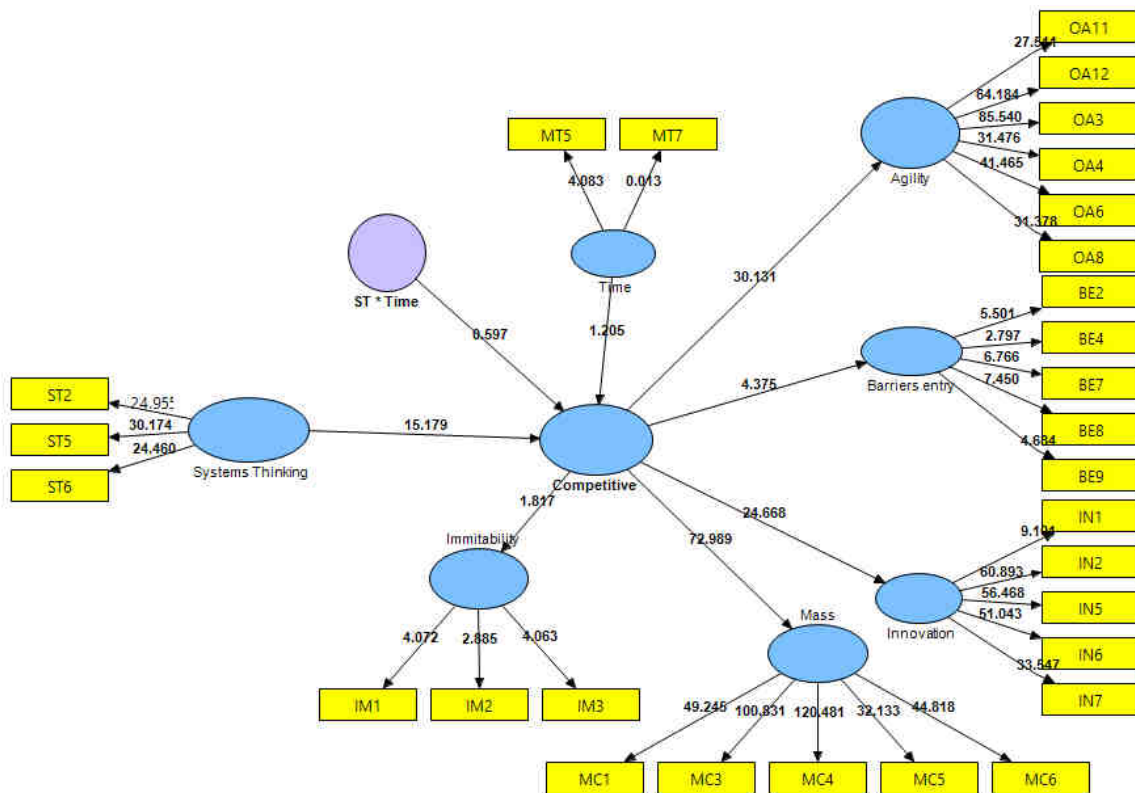 OA11
27.544
OA12
64.184
85.540
OA3
31.476
MT5
MT7
OA4
41.465
Agility
4.083
0.013
OA6
31.378
OA8
30.131
Time
ST * Time
BE2
5.501
1.205
2.797
BE4
0.597
6.766
BE7
Barriers entry
7.450
4.375
ST2
24.955
BE8
30.174
15.179
4.634
ST5
24.460
BE9
ST6
Systems Thinking
Competitive
1.817
IN1
24.668
9.101
Immitability
72.989
IN2
60.893
56.468
IN5
51.043
Mass
Innovation
4.072
2.885
4.063
IN6
33.547
IM1
IM2
IM3
IN7
49.245
100.831
120.481
32.133
44.818
MC1
MC3
MC4
MC5
MC6